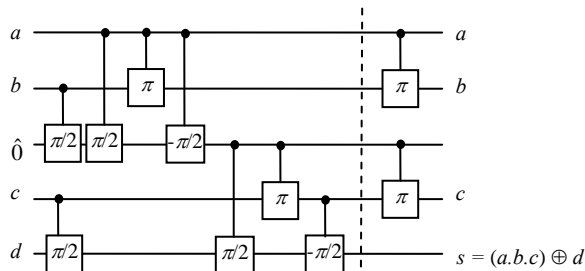 a a
π π
b b
π/2 π/2 -π/2
0̂
π π
c c
π/2 π/2 -π/2
d s = (a.b.c) ⊕ d